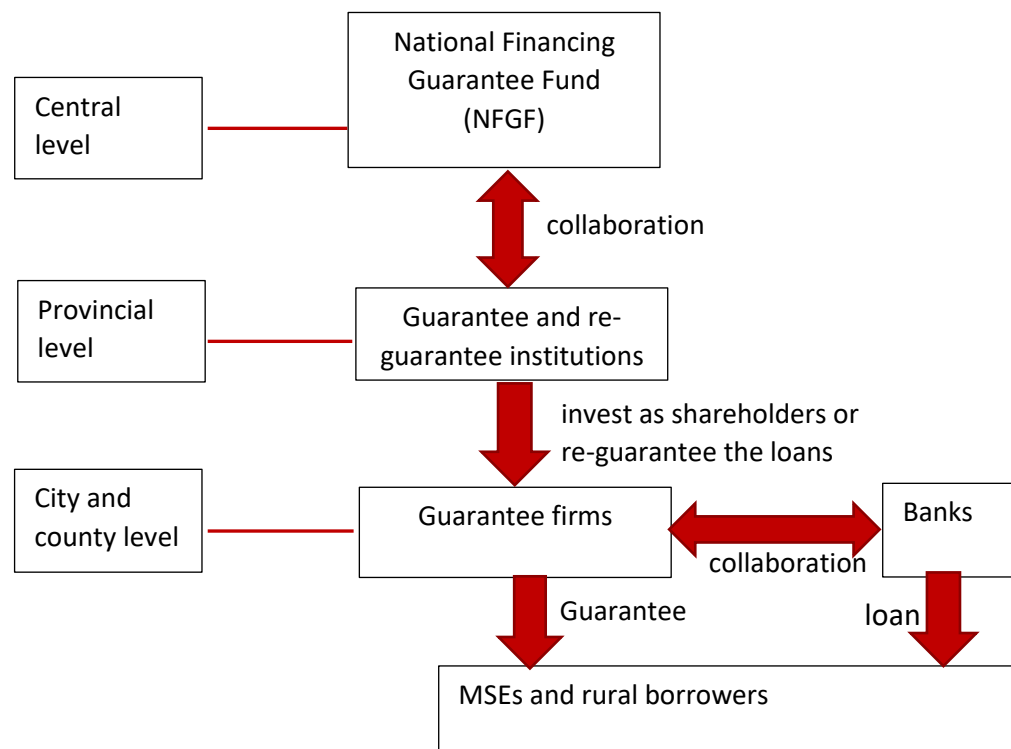 National Financing
Guarantee Fund
(NFGF)
Central
level
collaboration
Provincial
level
Guarantee and re-
guarantee institutions
invest as shareholders or
re-guarantee the loans
City and
county level
Guarantee firms
Banks
collaboration
Guarantee
loan
MSEs and rural borrowers